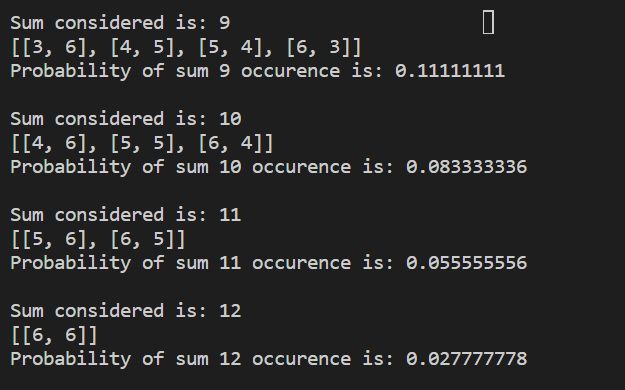 Sum considered is: 9
[[3, 6], [4, 5], [5, 4], [6, 3]]
Probability of sum 9 occurence is: 0.11111111
Sum considered is: 10
[[4, 6], [5, 5], [6, 4]]
Probability of sum 10 occurence is: 0.083333336
Sum considered is: 11
[[5, 6], [6, 5]]
Probability of sum 11 occurence is: 0.055555556
Sum considered is: 12
[[6, 6]]
Probability of sum 12 occurence is: 0.027777778